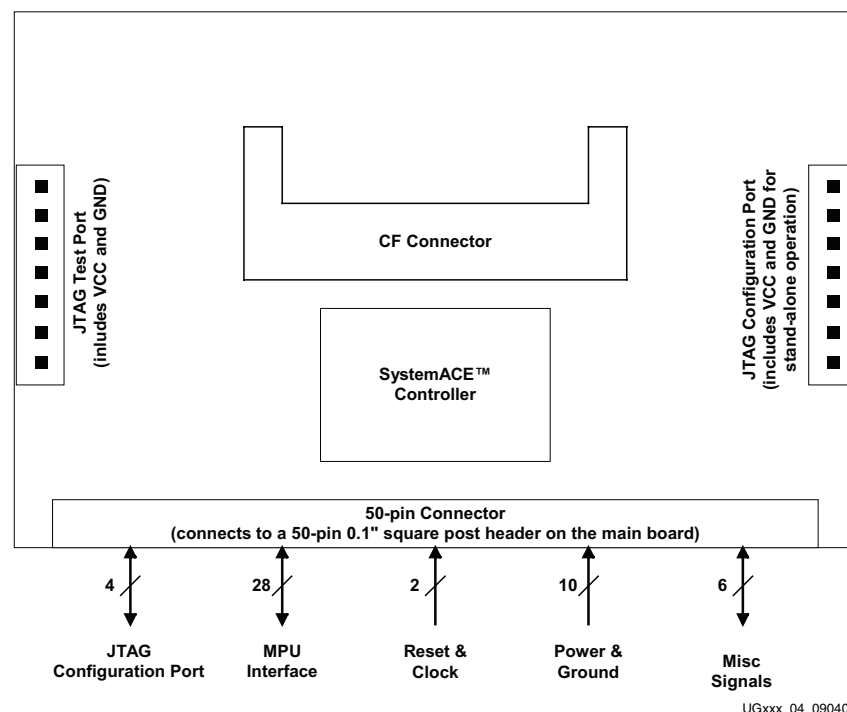 JTAG Test Port
(inludes VCC and GND)
CF Connector
SystemACE™
Controller
JTAG Configuration Port
(includes VCC and GND for
stand-alone operation)
50-pin Connector
(connects to a 50-pin 0.1" square post header on the main board)
4
28
2
10
6
JTAG
Configuration Port
MPU
Interface
Reset &
Clock
Power &
Ground
Misc
Signals
UGxxx_04_09040